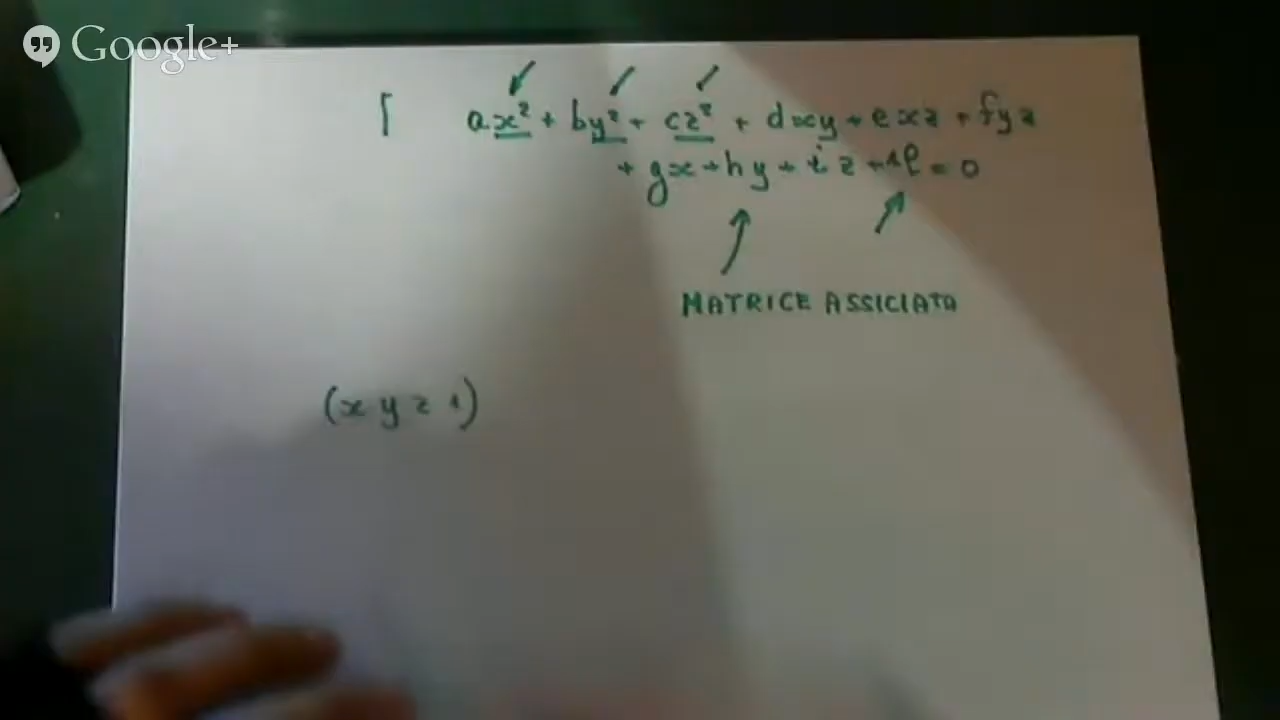 Google+
Γ ax² + by² + cz² + dxy + exz + fyz
+ gx + hy + iz + 1l = 0
MATRICE ASSICIATA
(x y z 1)